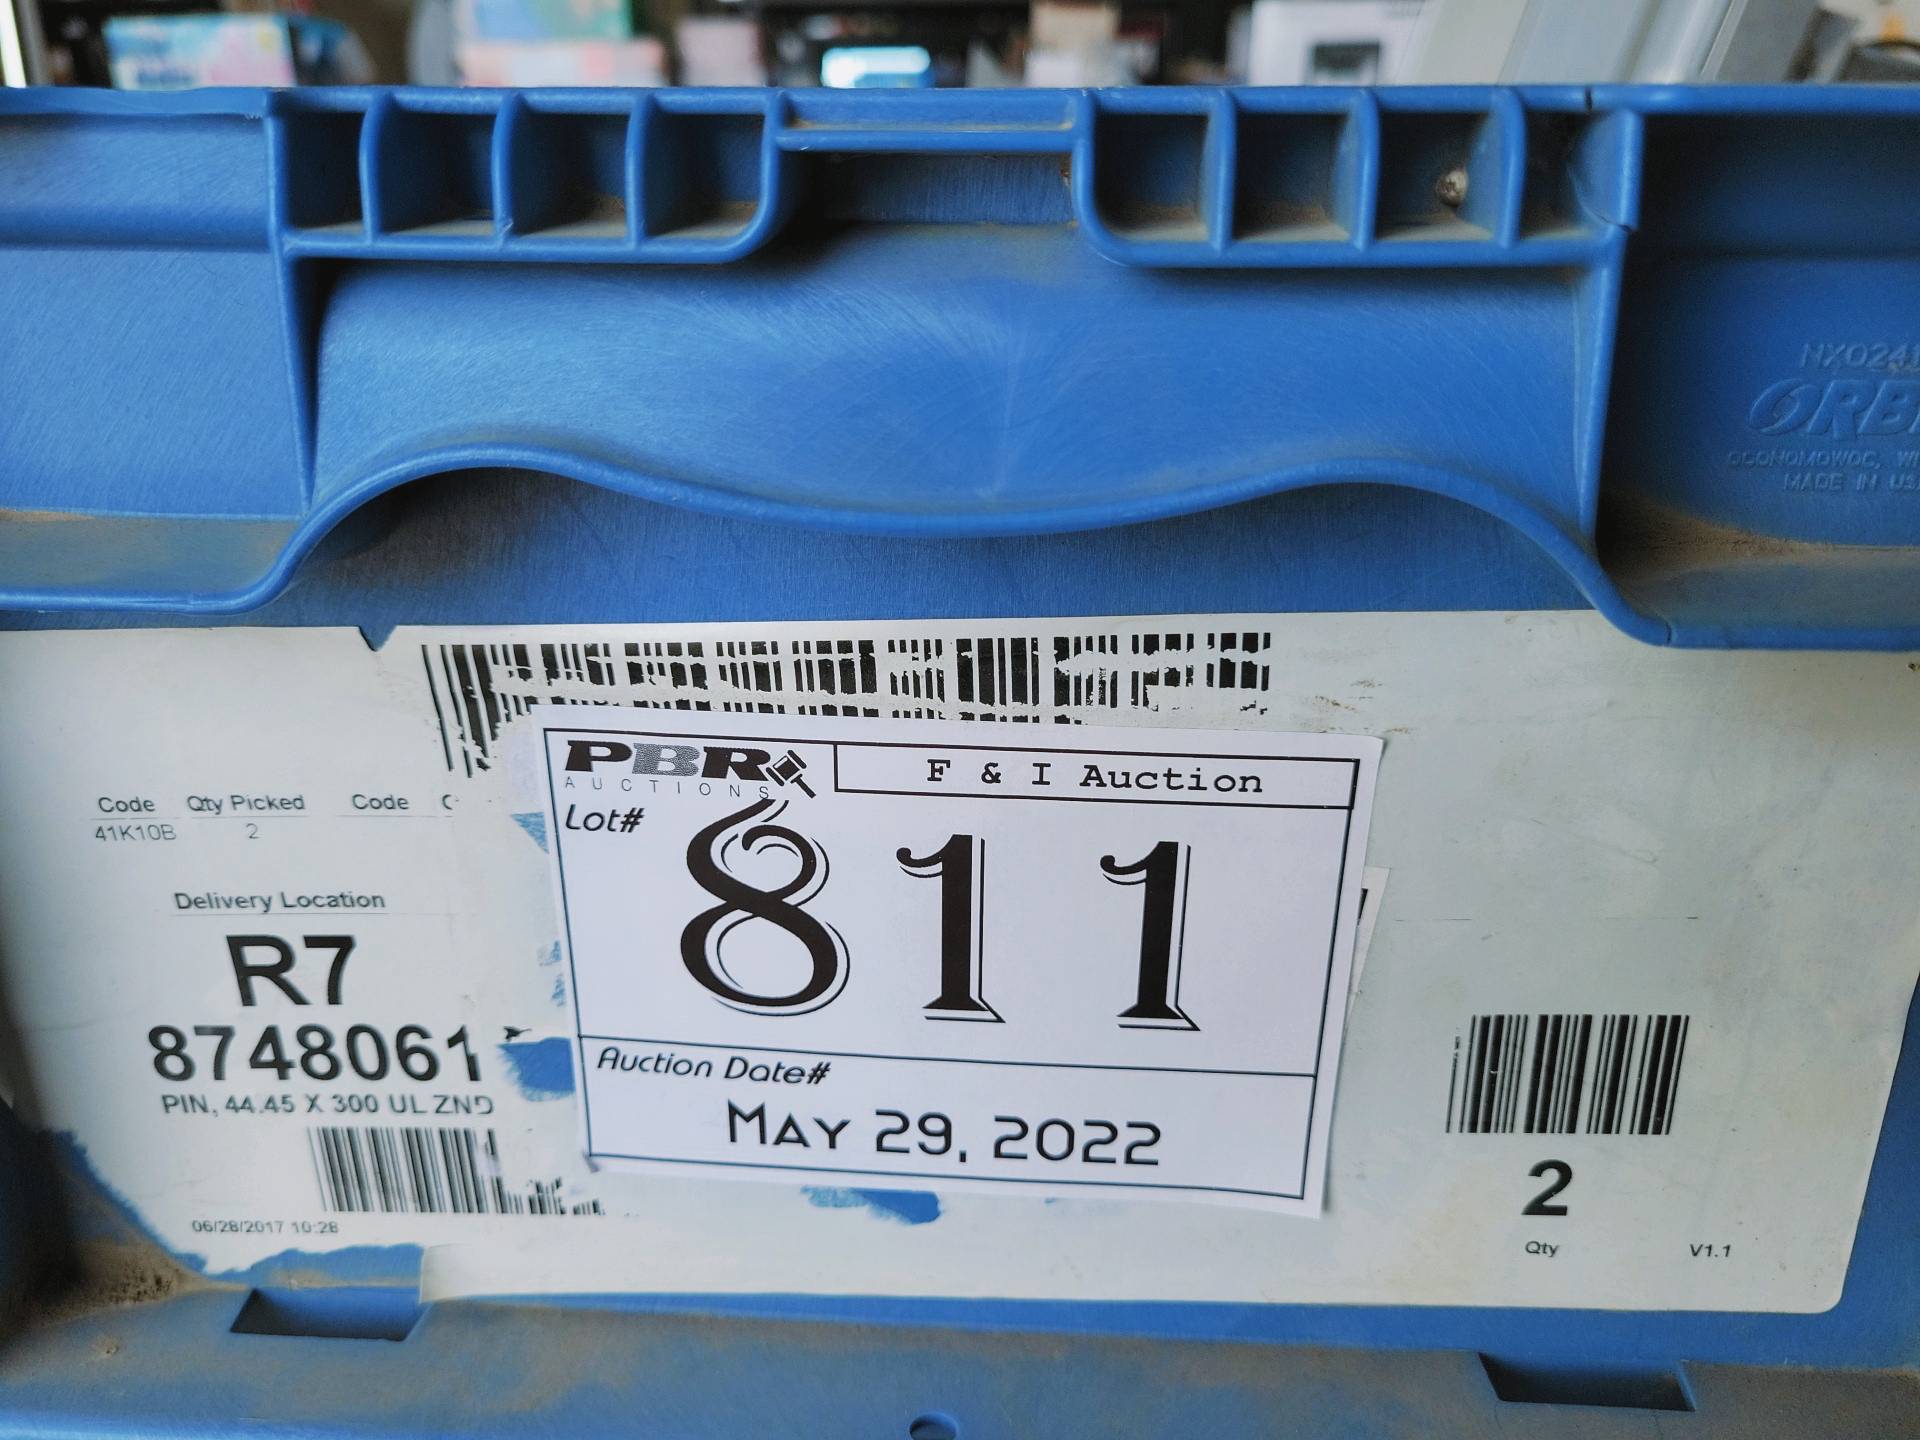 NX024
ORB
OCONOMOWOC, WI
MADE IN USA
PBR
AUCTIONS
F & I Auction
Lot#
811
Auction Date#
May 29, 2022
Code Qty Picked Code
41K10B 2
Delivery Location
R7
8748061
PIN, 44.45 X 300 UL ZND
06/28/2017 10:28
2
Qty
V1.1